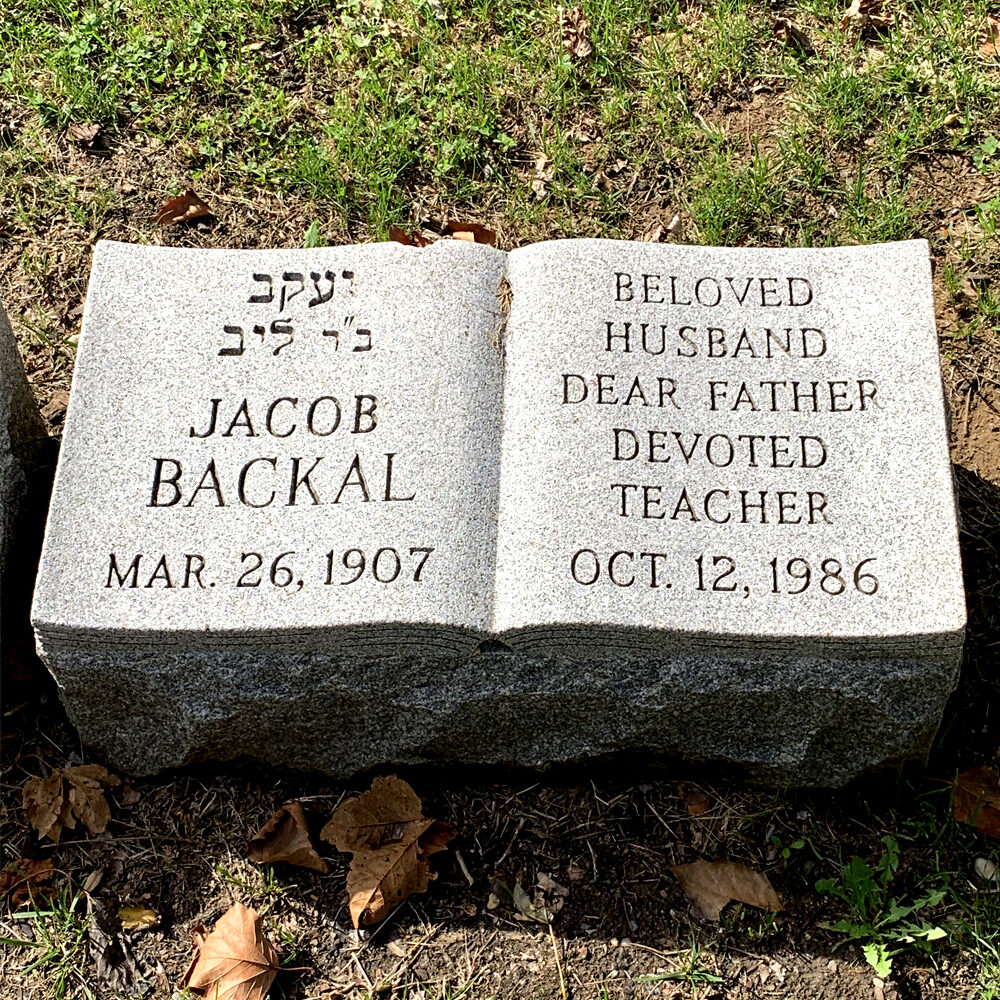 יעקב
ב״ר ליב
JACOB
BACKAL
MAR. 26, 1907
BELOVED
HUSBAND
DEAR FATHER
DEVOTED
TEACHER
OCT. 12, 1986